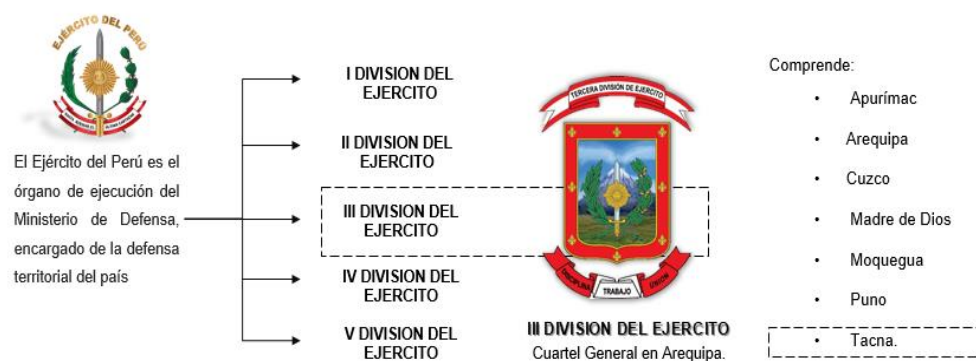 EJÉRCITO DEL PERÚ
El Ejército del Perú es el
órgano de ejecución del
Ministerio de Defensa,
encargado de la defensa
territorial del país
I DIVISION DEL
EJERCITO
II DIVISION DEL
EJERCITO
III DIVISION DEL
EJERCITO
IV DIVISION DEL
EJERCITO
V DIVISION DEL
EJERCITO
TERCERA DIVISIÓN DE EJERCITO
DISCIPLINA
TRABAJO
UNION
III DIVISION DEL EJERCITO
Cuartel General en Arequipa.
Comprende:
• Apurímac
• Arequipa
• Cuzco
• Madre de Dios
• Moquegua
• Puno
• Tacna.